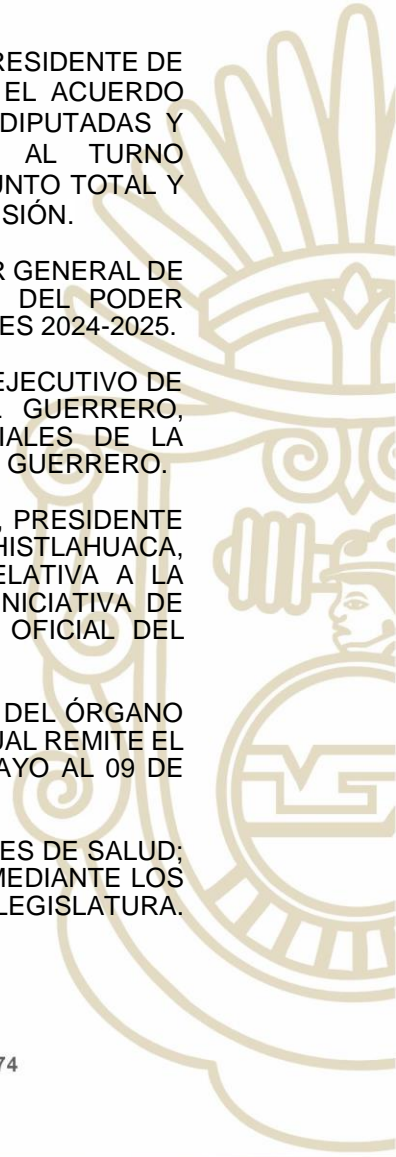 RESIDENTE DE
EL ACUERDO
DIPUTADAS Y
AL TURNO
UNTO TOTAL Y
SIÓN.
R GENERAL DE
DEL PODER
ES 2024-2025.
EJECUTIVO DE
GUERRERO,
IALES DE LA
GUERRERO.
, PRESIDENTE
HISTLAHUACA,
ELATIVA A LA
NICIATIVA DE
OFICIAL DEL
DEL ÓRGANO
UAL REMITE EL
AYO AL 09 DE
ES DE SALUD;
MEDIANTE LOS
LEGISLATURA.
74